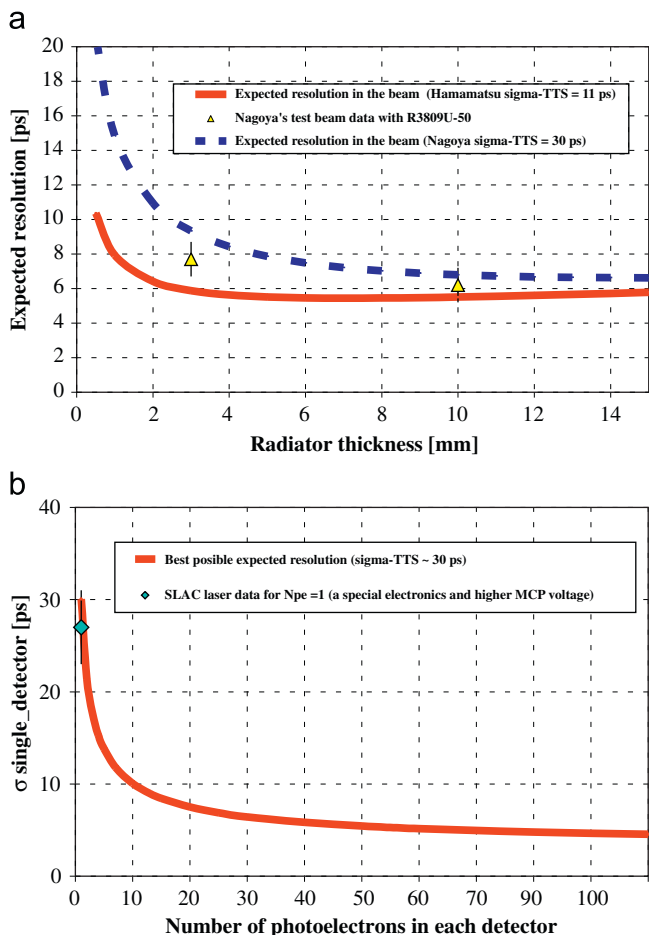 a
20
18
16
14
12
10
8
6
4
2
0
Expected resolution [ps]
Expected resolution in the beam (Hamamatsu sigma-TTS = 11 ps)
Nagoya's test beam data with R3809U-50
Expected resolution in the beam (Nagoya sigma-TTS = 30 ps)
0 2 4 6 8 10 12 14
Radiator thickness [mm]
b
40
30
20
10
0
σ single_detector [ps]
Best posible expected resolution (sigma-TTS ~ 30 ps)
SLAC laser data for Npe =1 (a special electronics and higher MCP voltage)
0 10 20 30 40 50 60 70 80 90 100
Number of photoelectrons in each detector